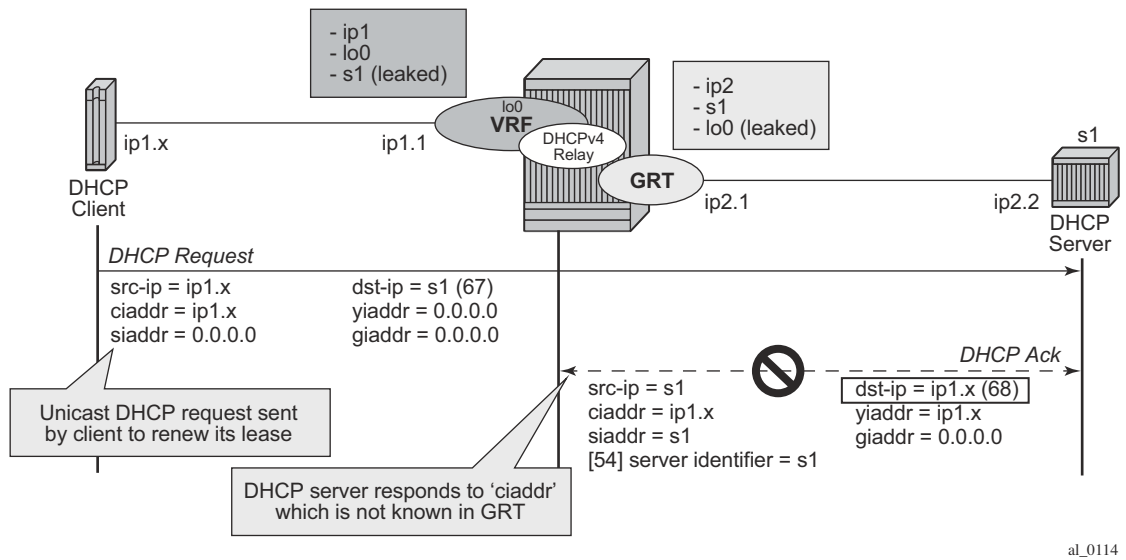 - ip1
- lo0
- s1 (leaked)
- ip2
- s1
- lo0 (leaked)
lo0
VRF
DHCPv4
Relay
GRT
s1
ip1.x
ip1.1
ip2.1
ip2.2
DHCP
Client
DHCP
Server
DHCP Request
src-ip = ip1.x
dst-ip = s1 (67)
ciaddr = ip1.x
yiaddr = 0.0.0.0
siaddr = 0.0.0.0
giaddr = 0.0.0.0
DHCP Ack
src-ip = s1
dst-ip = ip1.x (68)
ciaddr = ip1.x
yiaddr = ip1.x
siaddr = s1
giaddr = 0.0.0.0
[54] server identifier = s1
Unicast DHCP request sent
by client to renew its lease
DHCP server responds to ‘ciaddr’
which is not known in GRT
al_0114